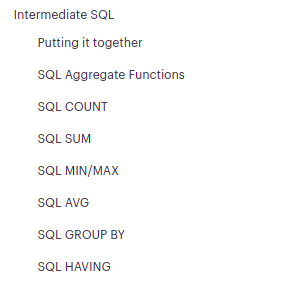 Intermediate SQL
Putting it together
SQL Aggregate Functions
SQL COUNT
SQL SUM
SQL MIN/MAX
SQL AVG
SQL GROUP BY
SQL HAVING